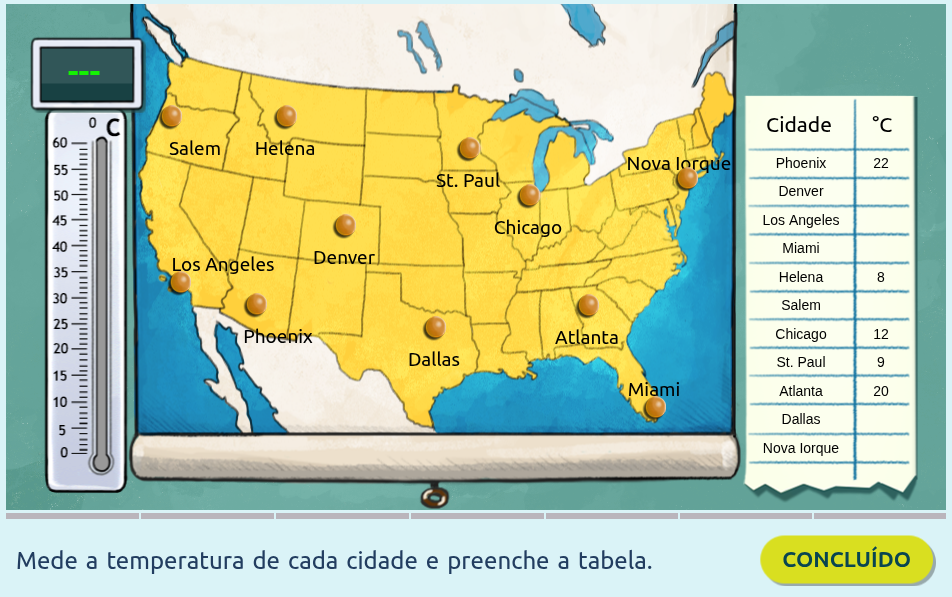 ---
0 C
60
55
50
45
40
35
30
25
20
15
10
5
0
Salem
Helena
St. Paul
Nova Iorque
Chicago
Denver
Los Angeles
Phoenix
Dallas
Atlanta
Miami
Cidade °C
Phoenix 22
Denver
Los Angeles
Miami
Helena 8
Salem
Chicago 12
St. Paul 9
Atlanta 20
Dallas
Nova Iorque
Mede a temperatura de cada cidade e preenche a tabela.
CONCLUÍDO